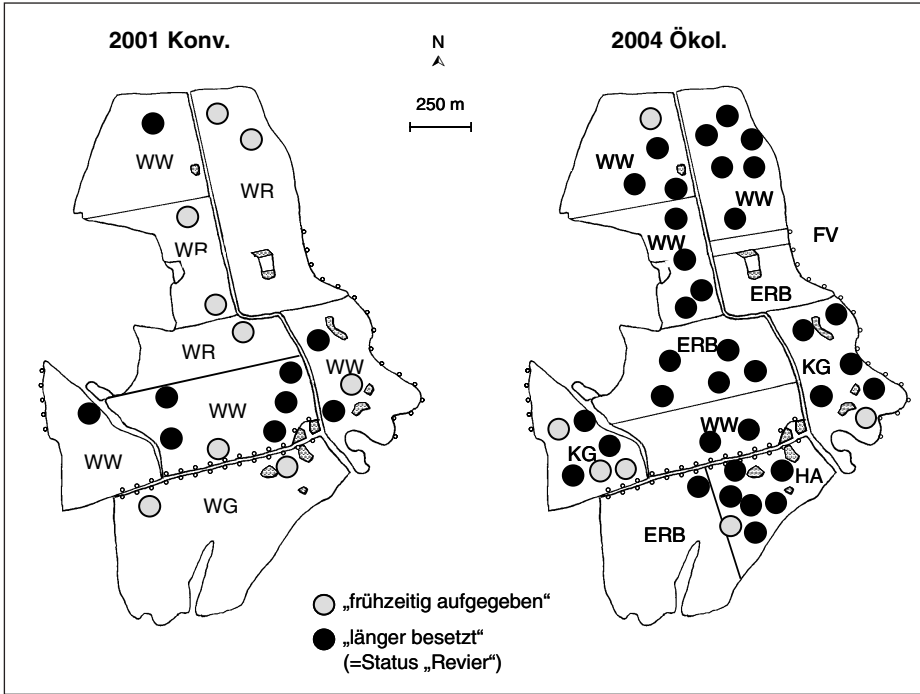 2001 Konv.
N
2004 Ökol.
250 m
WW
WR
WR
WR
WW
WW
WW
WG
WW
WW
WW
FV
ERB
ERB
KG
WW
KG
HA
ERB
„frühzeitig aufgegeben“
„länger besetzt“
(=Status „Revier“)